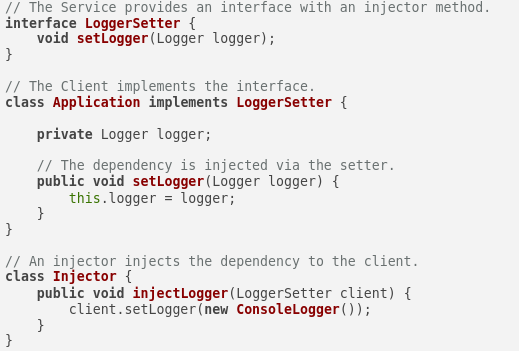 // The Service provides an interface with an injector method.
interface LoggerSetter {
    void setLogger(Logger logger);
}

// The Client implements the interface.
class Application implements LoggerSetter {

    private Logger logger;

    // The dependency is injected via the setter.
    public void setLogger(Logger logger) {
        this.logger = logger;
    }
}

// An injector injects the dependency to the client.
class Injector {
    public void injectLogger(LoggerSetter client) {
        client.setLogger(new ConsoleLogger());
    }
}